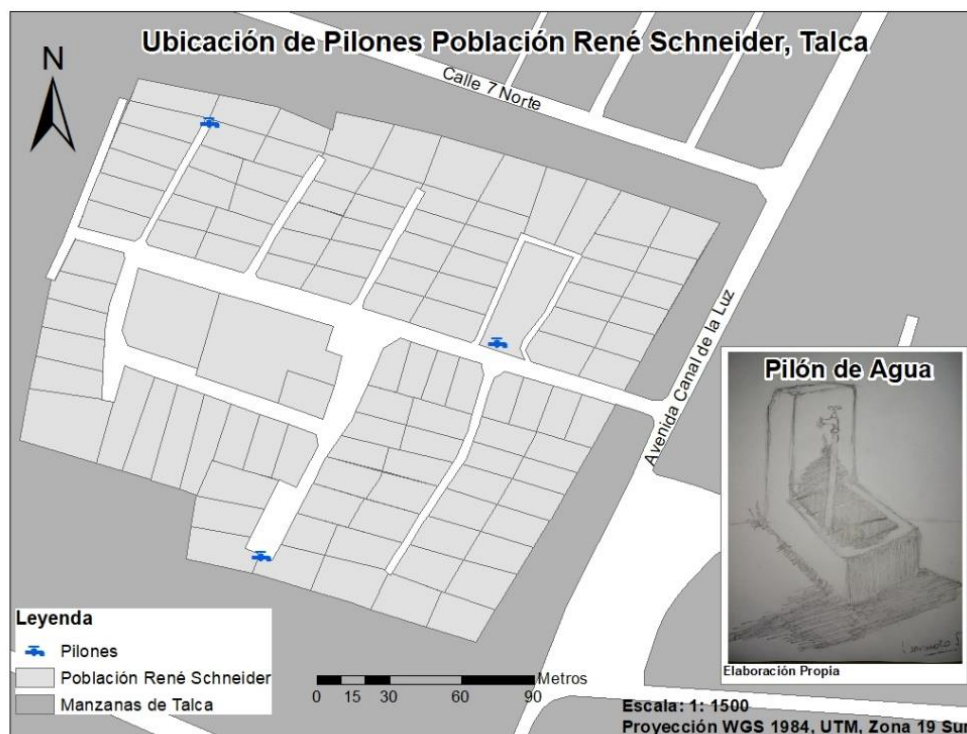 Ubicación de Pilones Población René Schneider, Talca
N
Calle 7 Norte
Avenida Canal de la Luz
Pilón de Agua
Elaboración Propia
Leyenda
Pilones
Población René Schneider
Manzanas de Talca
0 15 30 60 90 Metros
Escala: 1: 1500
Proyección WGS 1984, UTM, Zona 19 Sur